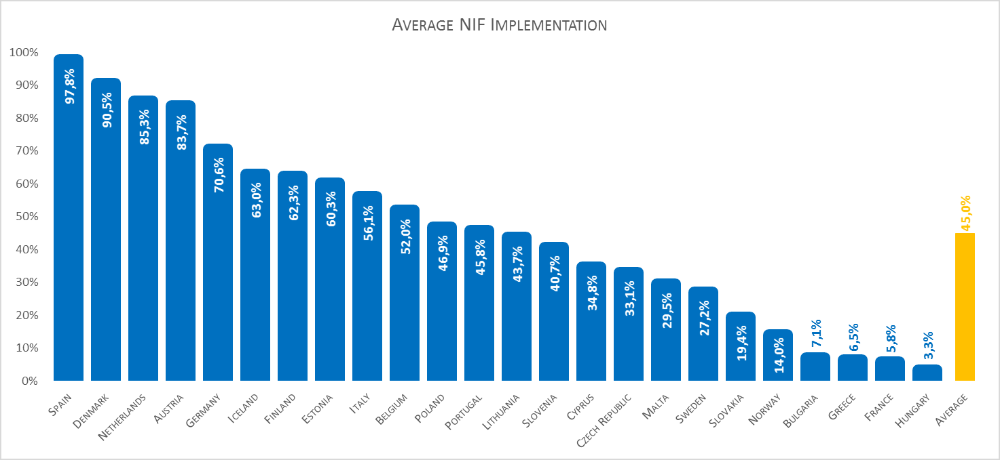 Average NIF Implementation
100%
90%
80%
70%
60%
50%
40%
30%
20%
10%
0%
97,8%
90,5%
85,3%
83,7%
70,6%
63,0%
62,3%
60,3%
56,1%
52,0%
46,9%
45,8%
43,7%
40,7%
34,8%
33,1%
29,5%
27,2%
19,4%
14,0%
7,1%
6,5%
5,8%
3,3%
45,0%
Spain
Denmark
Netherlands
Austria
Germany
Iceland
Finland
Estonia
Italy
Belgium
Poland
Portugal
Lithuania
Slovenia
Cyprus
Czech Republic
Malta
Sweden
Slovakia
Norway
Bulgaria
Greece
France
Hungary
Average